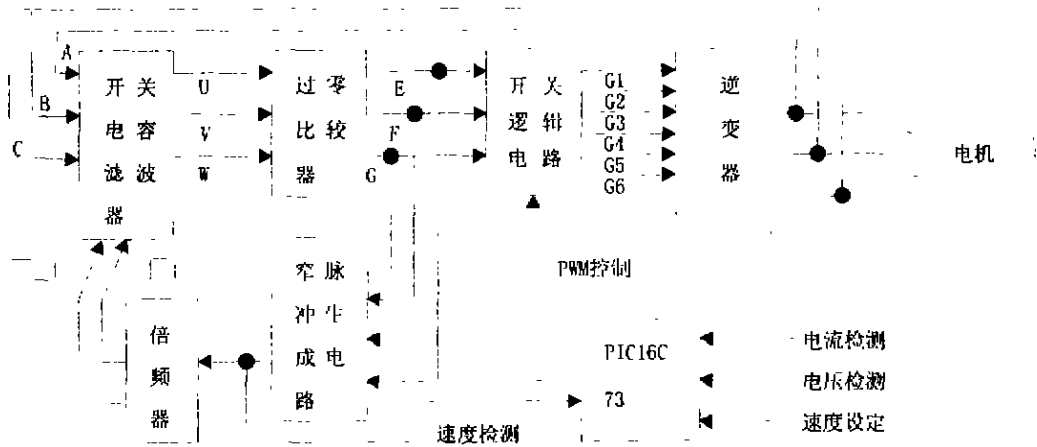 A
B
C
开关电容滤波器
U
V
W
过零比较器
E
F
G
开关逻辑电路
G1
G2
G3
G4
G5
G6
逆变器
电机
窄脉冲生成电路
PWM控制
倍频器
PIC16C
73
电流检测
电压检测
速度设定
速度检测